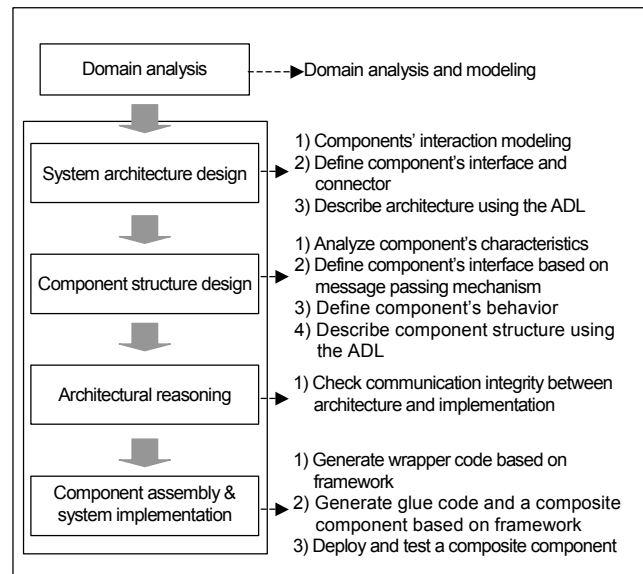 Domain analysis
Domain analysis and modeling
System architecture design
1) Components' interaction modeling
2) Define component's interface and
connector
3) Describe architecture using the ADL
Component structure design
1) Analyze component's characteristics
2) Define component's interface based on
message passing mechanism
3) Define component's behavior
4) Describe component structure using
the ADL
Architectural reasoning
1) Check communication integrity between
architecture and implementation
Component assembly &
system implementation
1) Generate wrapper code based on
framework
2) Generate glue code and a composite
component based on framework
3) Deploy and test a composite component